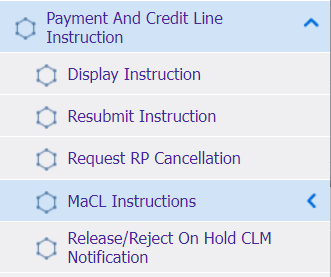 Payment And Credit Line
Instruction
Display Instruction
Resubmit Instruction
Request RP Cancellation
MaCL Instructions
Release/Reject On Hold CLM
Notification